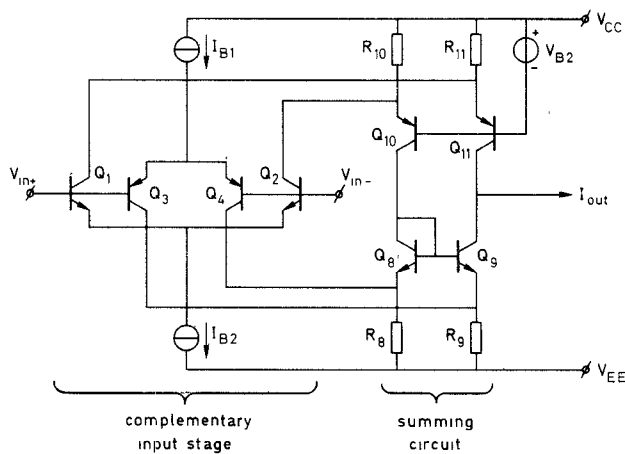 V_CC
I_B1
R_10
R_11
+
V_B2
-
Q_10
Q_11
V_in+
Q_1
Q_3
Q_4
Q_2
V_in-
I_out
Q_8
Q_9
I_B2
R_8
R_9
V_EE
complementary
input stage
summing
circuit